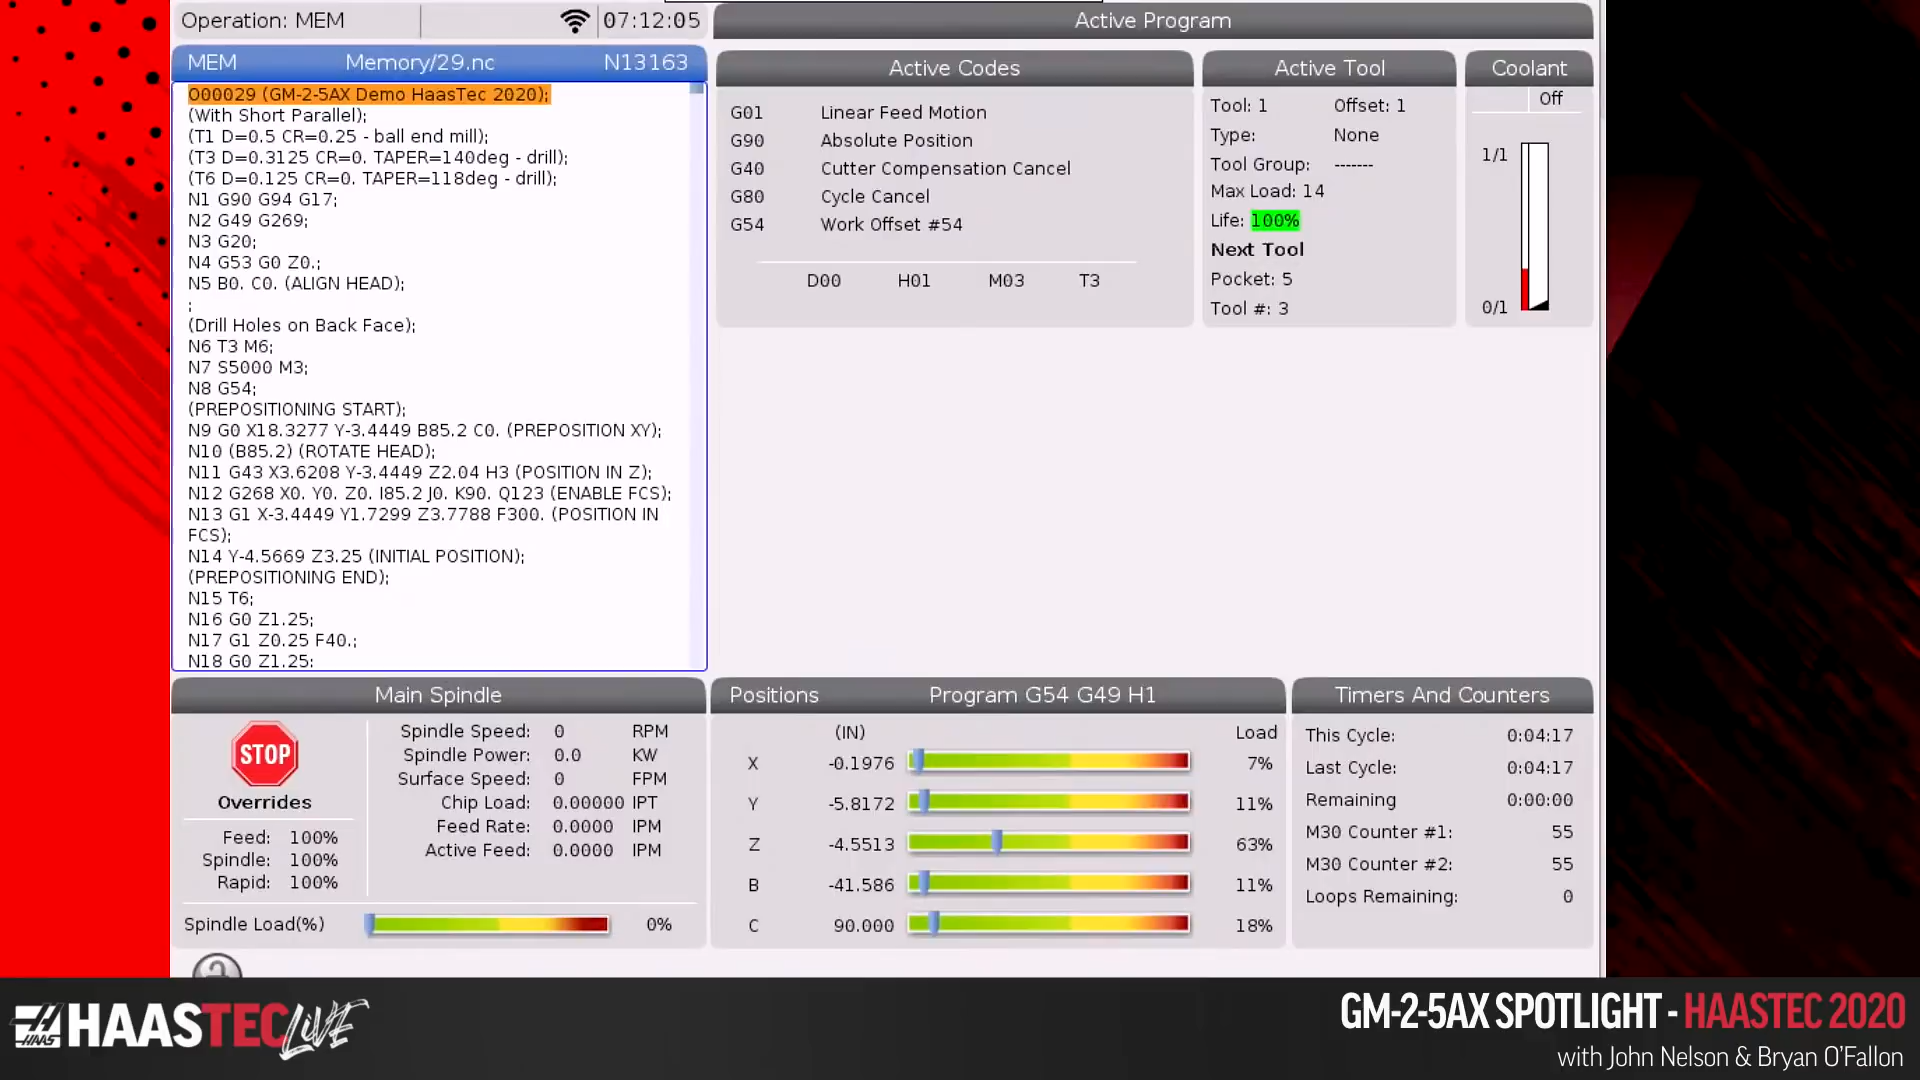 Operation: MEM
07:12:05
MEM Memory/29.nc N13163
O00029 (GM-2-5AX Demo HaasTec 2020);
(With Short Parallel);
(T1 D=0.5 CR=0.25 - ball end mill);
(T3 D=0.3125 CR=0. TAPER=140deg - drill);
(T6 D=0.125 CR=0. TAPER=118deg - drill);
N1 G90 G94 G17;
N2 G49 G269;
N3 G20;
N4 G53 G0 Z0.;
N5 B0. C0. (ALIGN HEAD);
;
(Drill Holes on Back Face);
N6 T3 M6;
N7 S5000 M3;
N8 G54;
(PREPOSITIONING START);
N9 G0 X18.3277 Y-3.4449 B85.2 C0. (PREPOSITION XY);
N10 (B85.2) (ROTATE HEAD);
N11 G43 X3.6208 Y-3.4449 Z2.04 H3 (POSITION IN Z);
N12 G268 X0. Y0. Z0. I85.2 J0. K90. Q123 (ENABLE FCS);
N13 G1 X-3.4449 Y1.7299 Z3.7788 F300. (POSITION IN
FCS);
N14 Y-4.5669 Z3.25 (INITIAL POSITION);
(PREPOSITIONING END);
N15 T6;
N16 G0 Z1.25;
N17 G1 Z0.25 F40.;
N18 G0 Z1.25;
Active Program
Active Codes
G01 Linear Feed Motion
G90 Absolute Position
G40 Cutter Compensation Cancel
G80 Cycle Cancel
G54 Work Offset #54
D00 H01 M03 T3
Active Tool
Tool: 1 Offset: 1
Type: None
Tool Group: -------
Max Load: 14
Life: 100%
Next Tool
Pocket: 5
Tool #: 3
Coolant
Off
1/1
0/1
Main Spindle
STOP
Overrides
Feed: 100%
Spindle: 100%
Rapid: 100%
Spindle Speed: 0 RPM
Spindle Power: 0.0 KW
Surface Speed: 0 FPM
Chip Load: 0.00000 IPT
Feed Rate: 0.0000 IPM
Active Feed: 0.0000 IPM
Spindle Load(%) 0%
Positions Program G54 G49 H1
(IN) Load
X -0.1976 7%
Y -5.8172 11%
Z -4.5513 63%
B -41.586 11%
C 90.000 18%
Timers And Counters
This Cycle: 0:04:17
Last Cycle: 0:04:17
Remaining 0:00:00
M30 Counter #1: 55
M30 Counter #2: 55
Loops Remaining: 0
HAAS HAASTEC LIVE
GM-2-5AX SPOTLIGHT - HAASTEC 2020
with John Nelson & Bryan O'Fallon